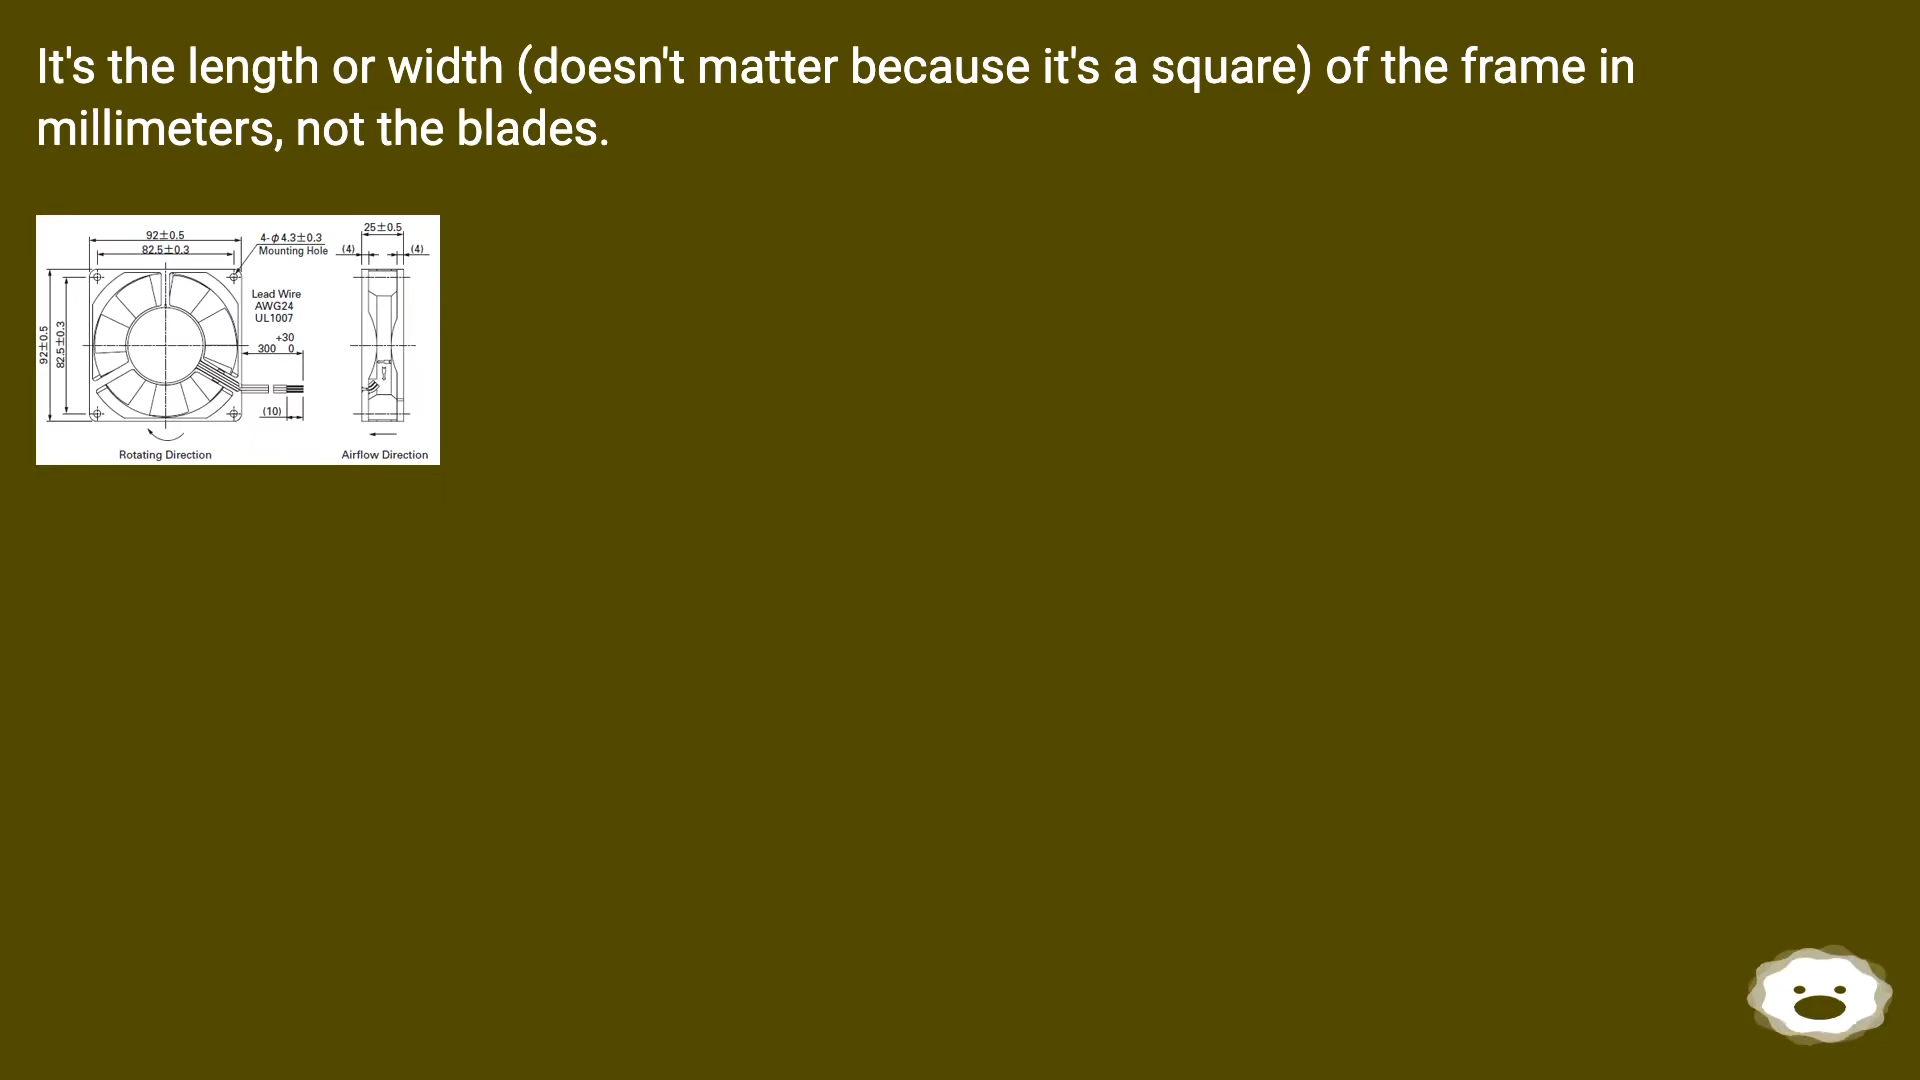 It's the length or width (doesn't matter because it's a square) of the frame in
millimeters, not the blades.
92±0.5
82.5±0.3
4-φ4.3±0.3
Mounting Hole
25±0.5
(4)
(4)
Lead Wire
AWG24
UL1007
92±0.5
82.5±0.3
+30
300 0
(10)
Rotating Direction
Airflow Direction